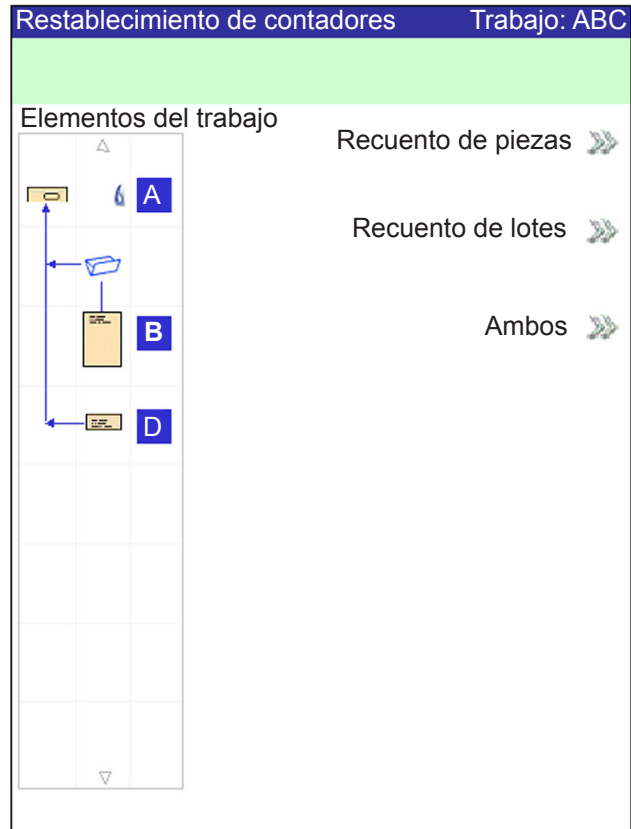 Restablecimiento de contadores Trabajo: ABC
Elementos del trabajo
Recuento de piezas
A
Recuento de lotes
Ambos
B
D